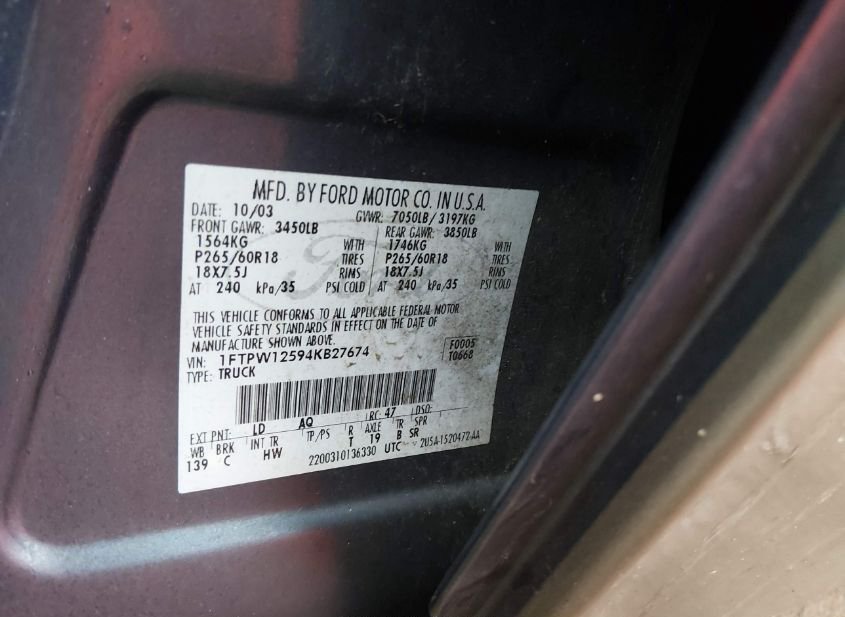 MFD. BY FORD MOTOR CO. IN U.S.A.
DATE: 10/03 GVWR: 7050LB/3197KG
FRONT GAWR: 3450LB REAR GAWR: 3850LB
1564KG WITH 1746KG WITH
P265/60R18 TIRES P265/60R18 TIRES
18X7.5J RIMS 18X7.5J RIMS
AT 240 kPa/35 PSI COLD AT 240 kPa/35 PSI COLD
THIS VEHICLE CONFORMS TO ALL APPLICABLE FEDERAL MOTOR
VEHICLE SAFETY STANDARDS IN EFFECT ON THE DATE OF
MANUFACTURE SHOWN ABOVE.
VIN: 1FTPW12594KB27674 F0005
TYPE: TRUCK T0668
EXT PNT: LD AQ RC: 47 DSO:
WB BRK INT TR TP/PS R AXLE TR SPR
139 C HW T 19 B SR
2200310136330 UTC 2U5A-1520472-AA
Ford